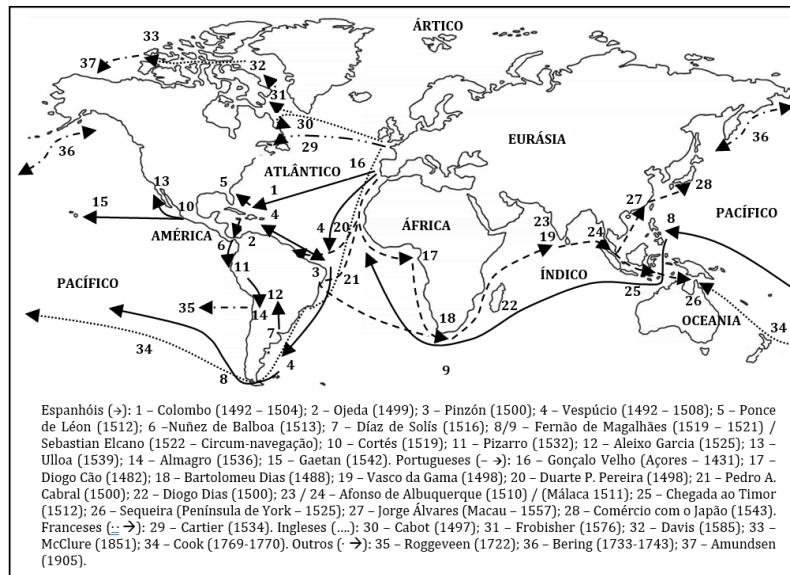 ÁRTICO
33
37
32
31
30
29
EURÁSIA
36
36
16
ATLÂNTICO
5
1
13
28
27
15
10
4
4
20
ÁFRICA
23
24
8
PACÍFICO
AMÉRICA
6
2
17
19
3
11
21
ÍNDICO
PACÍFICO
12
25
26
35
14
22
OCEANIA
7
18
34
4
34
8
9
Espanhóis (→): 1 – Colombo (1492 – 1504); 2 – Ojeda (1499); 3 – Pinzón (1500); 4 – Vespúcio (1492 - 1508); 5 – Ponce
de Léon (1512); 6 –Nuñez de Balboa (1513); 7 – Díaz de Solís (1516); 8/9 – Fernão de Magalhães (1519 – 1521) /
Sebastian Elcano (1522 – Circum-navegação); 10 – Cortés (1519); 11 – Pizarro (1532); 12 – Aleixo Garcia (1525); 13 –
Ulloa (1539); 14 – Almagro (1536); 15 – Gaetan (1542). Portugueses (– →): 16 – Gonçalo Velho (Açores – 1431); 17 –
Diogo Cão (1482); 18 – Bartolomeu Dias (1488); 19 – Vasco da Gama (1498); 20 – Duarte P. Pereira (1498); 21 – Pedro A.
Cabral (1500); 22 – Diogo Dias (1500); 23 / 24 – Afonso de Albuquerque (1510) / (Málaca 1511); 25 – Chegada ao Timor
(1512); 26 – Sequeira (Península de York – 1525); 27 – Jorge Álvares (Macau – 1557); 28 – Comércio com o Japão (1543).
Franceses (·· →): 29 – Cartier (1534). Ingleses (....): 30 – Cabot (1497); 31 – Frobisher (1576); 32 – Davis (1585); 33 –
McClure (1851); 34 – Cook (1769-1770). Outros (· →): 35 – Roggeveen (1722); 36 – Bering (1733-1743); 37 – Amundsen
(1905).